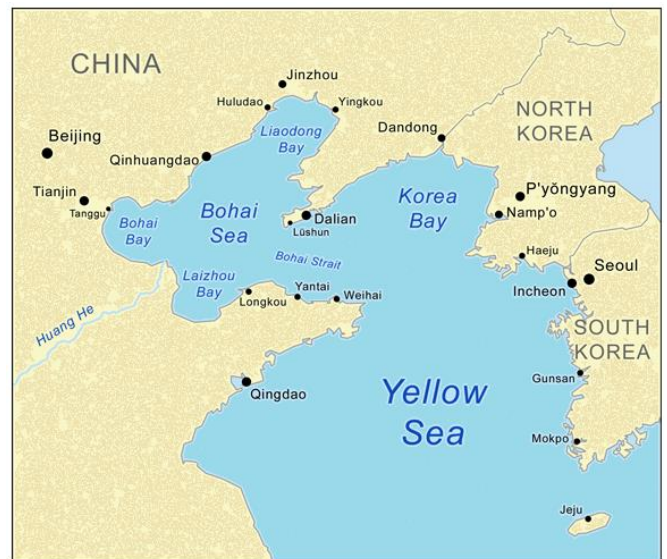 CHINA
Jinzhou
Huludao
Yingkou
Liaodong
Bay
NORTH
KOREA
Dandong
Beijing
Qinhuangdao
Tianjin
Tanggu
P'yŏngyang
Korea
Bay
Namp'o
Bohai
Sea
Dalian
Lüshun
Bohai
Bay
Bohai Strait
Haeju
Seoul
Laizhou
Bay
Incheon
Longkou
Yantai
Weihai
Huang He
SOUTH
KOREA
Gunsan
Qingdao
Yellow
Sea
Mokpo
Jeju